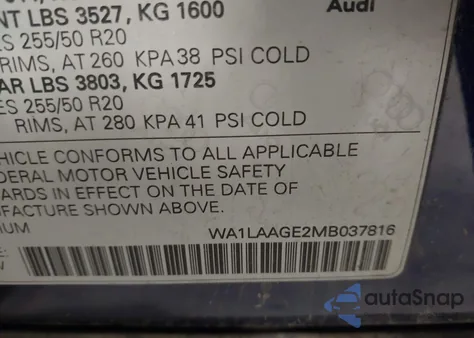 NT LBS 3527, KG 1600
Audi
ES 255/50 R20
RIMS, AT 260 KPA 38 PSI COLD
AR LBS 3803, KG 1725
ES 255/50 R20
RIMS, AT 280 KPA 41 PSI COLD
EHICLE CONFORMS TO ALL APPLICABLE
DERAL MOTOR VEHICLE SAFETY
ARDS IN EFFECT ON THE DATE OF
FACTURE SHOWN ABOVE.
IUM
WA1LAAGE2MB037816
autoSnap